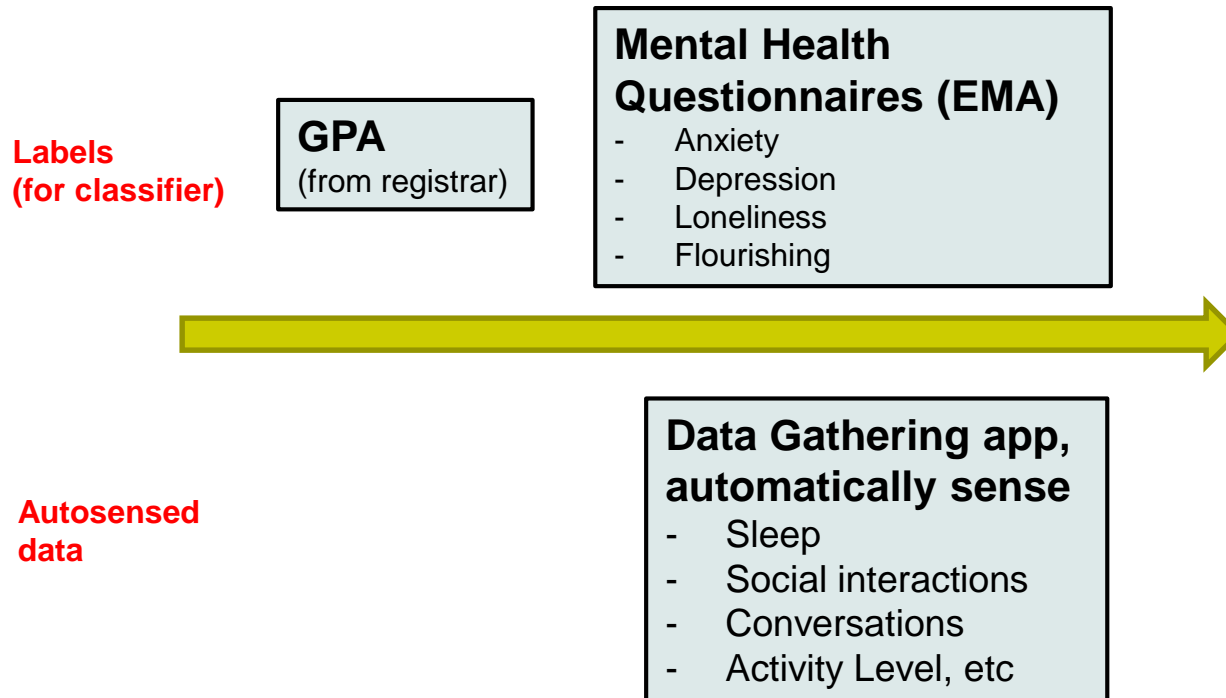 Labels
(for classifier)
GPA
(from registrar)
Mental Health
Questionnaires (EMA)
- Anxiety
- Depression
- Loneliness
- Flourishing
Autosensed
data
Data Gathering app,
automatically sense
- Sleep
- Social interactions
- Conversations
- Activity Level, etc